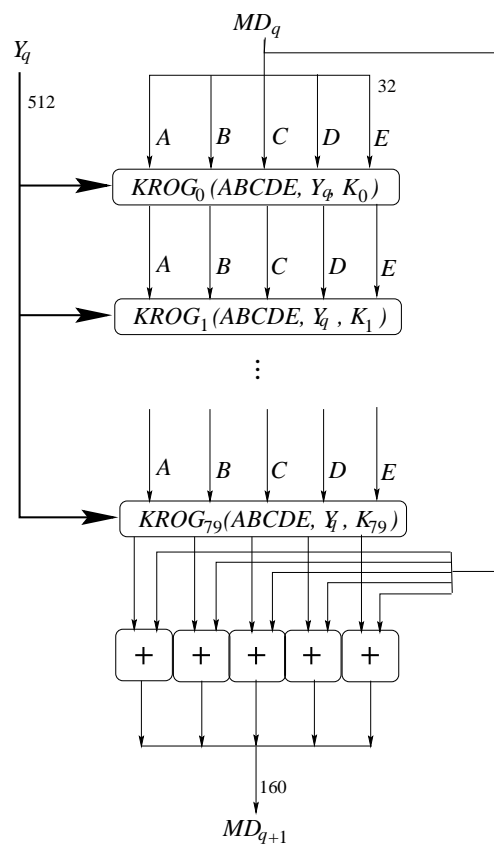 MD_q
Y_q
512
32
A B C D E
KROG_0 (ABCDE, Y_q, K_0)
A B C D E
KROG_1 (ABCDE, Y_q , K_1)
⋮
A B C D E
KROG_79 (ABCDE, Y_q , K_79)
+ + + + +
160
MD_q+1